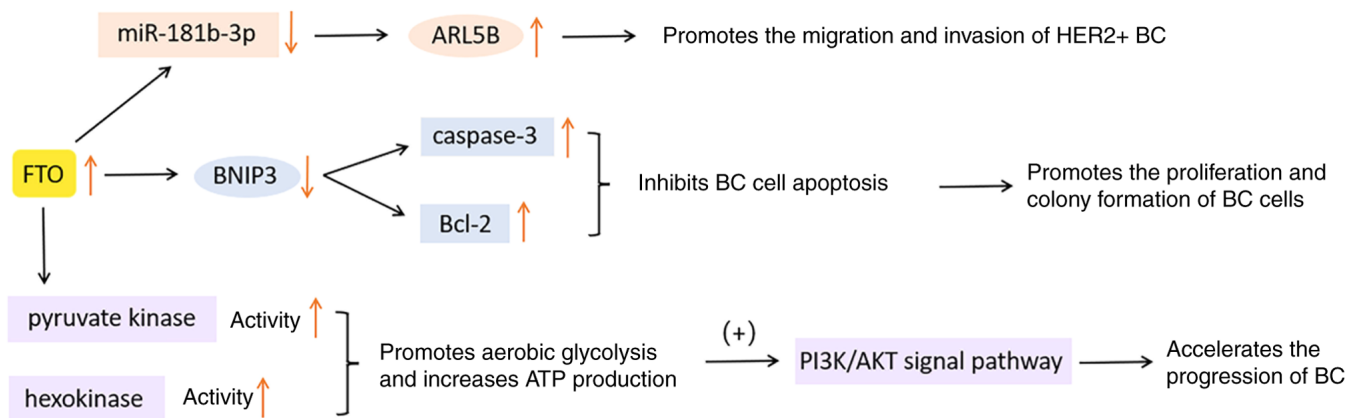 miR-181b-3p
ARL5B
Promotes the migration and invasion of HER2+ BC
FTO
BNIP3
caspase-3
Bcl-2
Inhibits BC cell apoptosis
Promotes the proliferation and
colony formation of BC cells
pyruvate kinase
Activity
hexokinase
Activity
Promotes aerobic glycolysis
and increases ATP production
(+)
PI3K/AKT signal pathway
Accelerates the
progression of BC